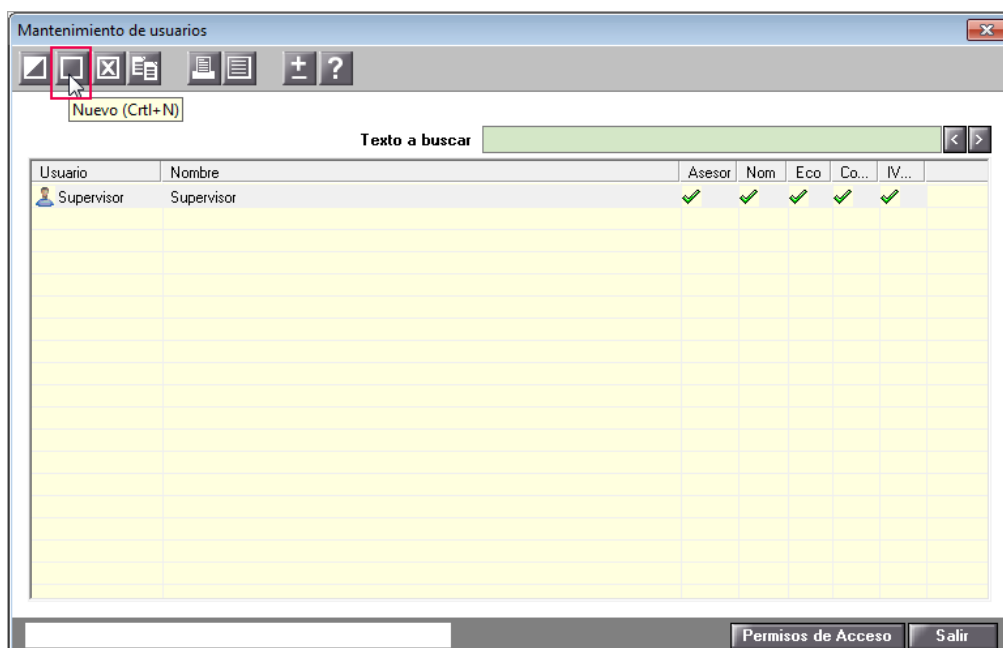 Mantenimiento de usuarios
Nuevo (Crtl+N)
Texto a buscar
Usuario Nombre Asesor Nom Eco Co... IV...
Supervisor Supervisor
Permisos de Acceso Salir